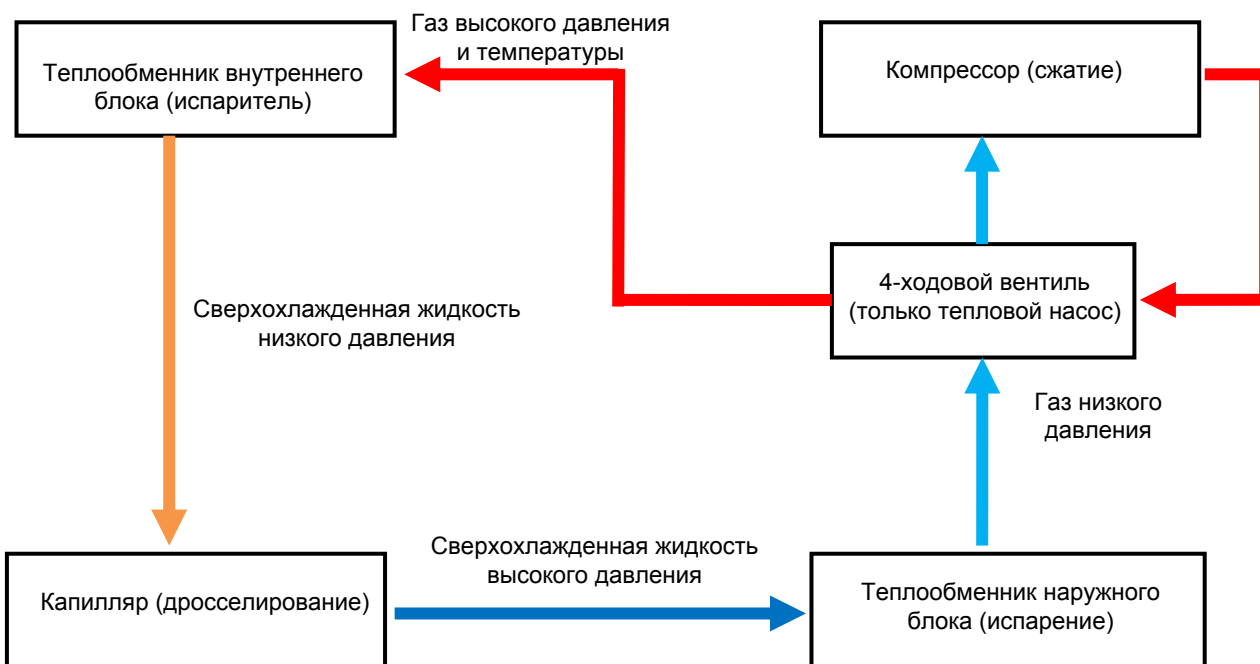 Газ высокого давления
и температуры
Теплообменник внутреннего
блока (испаритель)
Компрессор (сжатие)
4-ходовой вентиль
(только тепловой насос)
Сверхохлажденная жидкость
низкого давления
Газ низкого
давления
Сверхохлажденная жидкость
высокого давления
Капилляр (дросселирование)
Теплообменник наружного
блока (испарение)